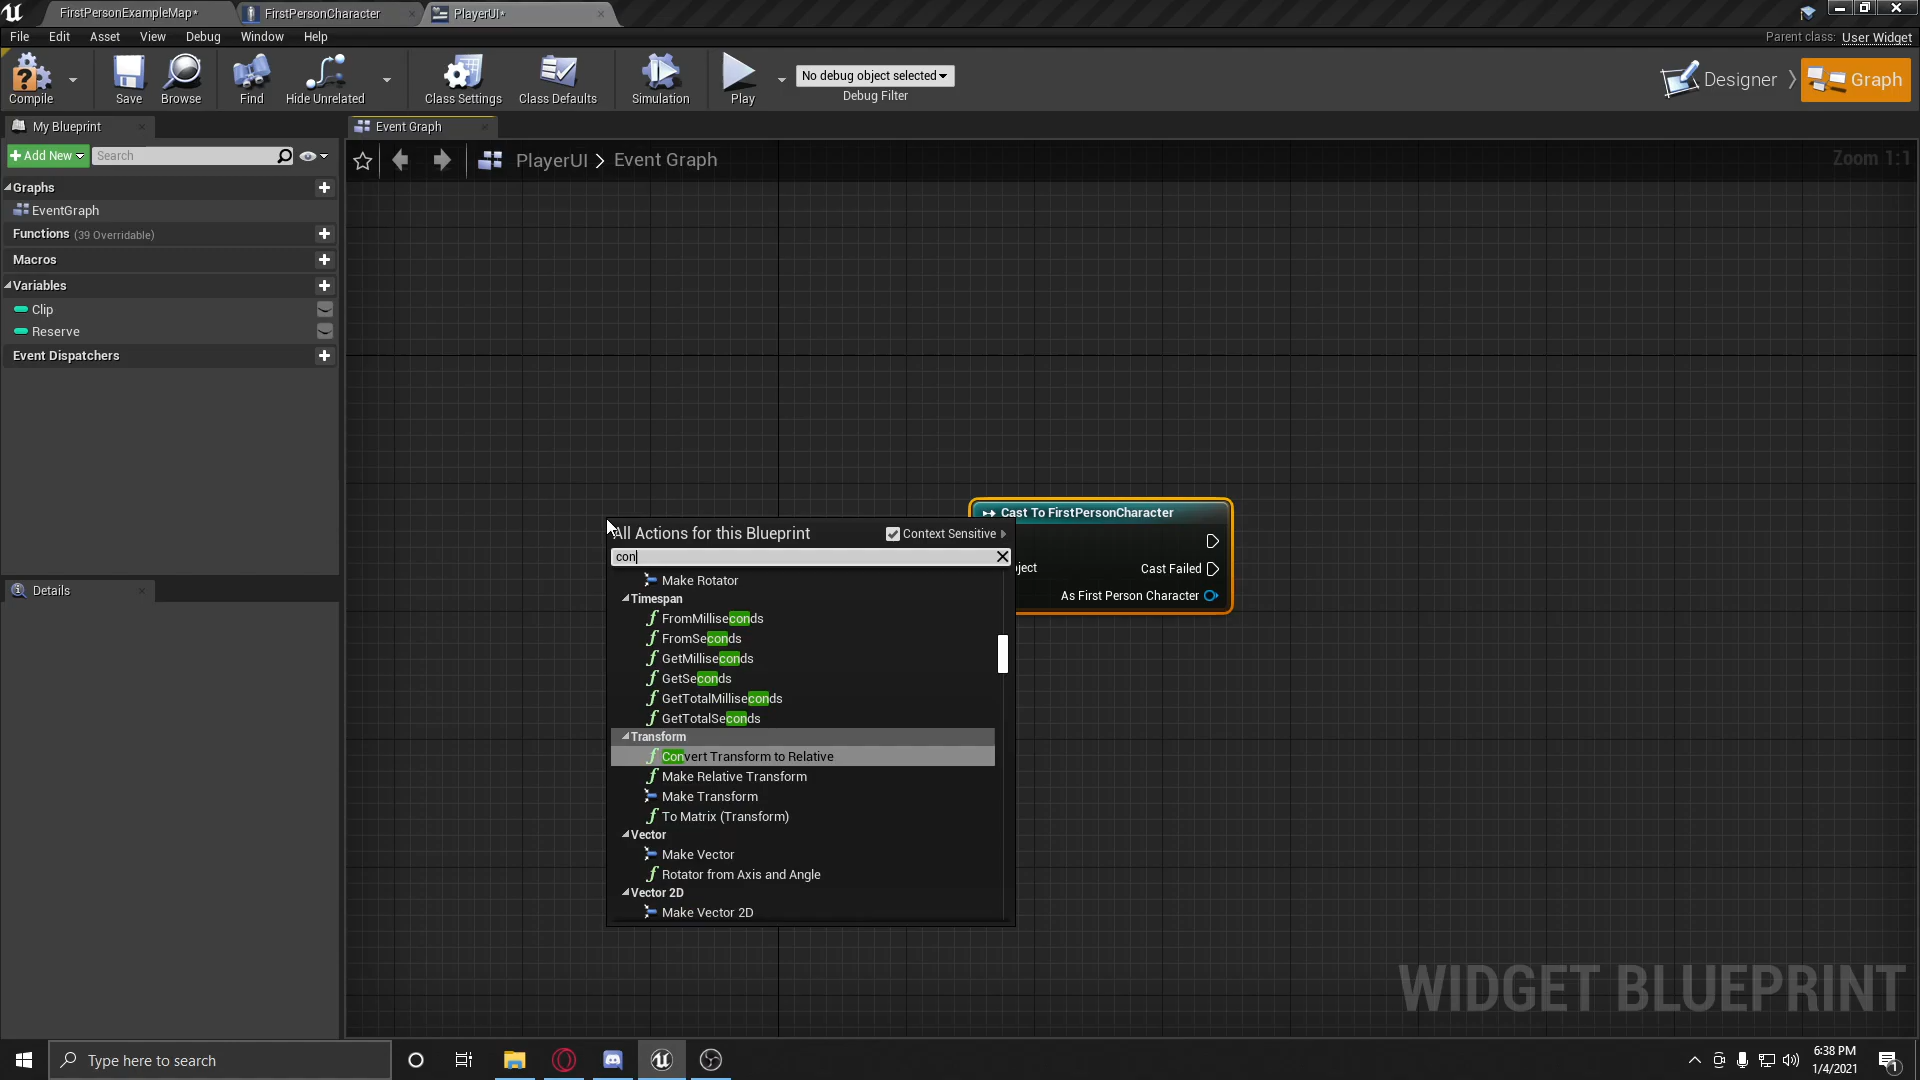 FirstPersonExampleMap*
FirstPersonCharacter
PlayerUI*
File Edit Asset View Debug Window Help
Parent class: User Widget
Compile
Save
Browse
Find
Hide Unrelated
Class Settings
Class Defaults
Simulation
Play
No debug object selected
Debug Filter
Designer
Graph
My Blueprint
Event Graph
Add New
Search
PlayerUI > Event Graph
Zoom 1:1
Graphs
EventGraph
Functions (39 Overridable)
Macros
Variables
Clip
Reserve
Event Dispatchers
Details
Cast To FirstPersonCharacter
ject
Cast Failed
As First Person Character
All Actions for this Blueprint
Context Sensitive
con
Make Rotator
Timespan
FromMilliseconds
FromSeconds
GetMilliseconds
GetSeconds
GetTotalMilliseconds
GetTotalSeconds
Transform
Convert Transform to Relative
Make Relative Transform
Make Transform
To Matrix (Transform)
Vector
Make Vector
Rotator from Axis and Angle
Vector 2D
Make Vector 2D
WIDGET BLUEPRINT
Type here to search
6:38 PM
1/4/2021
1